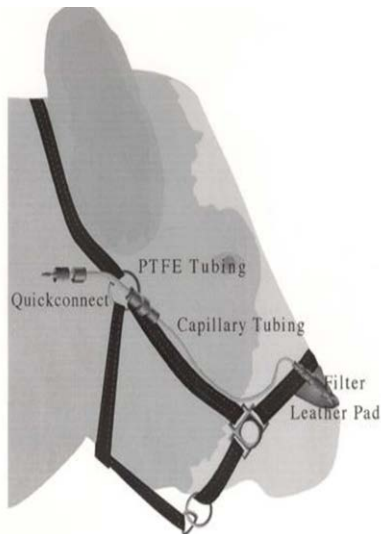 PTFE Tubing
Quickconnect
Capillary Tubing
Filter
Leather Pad